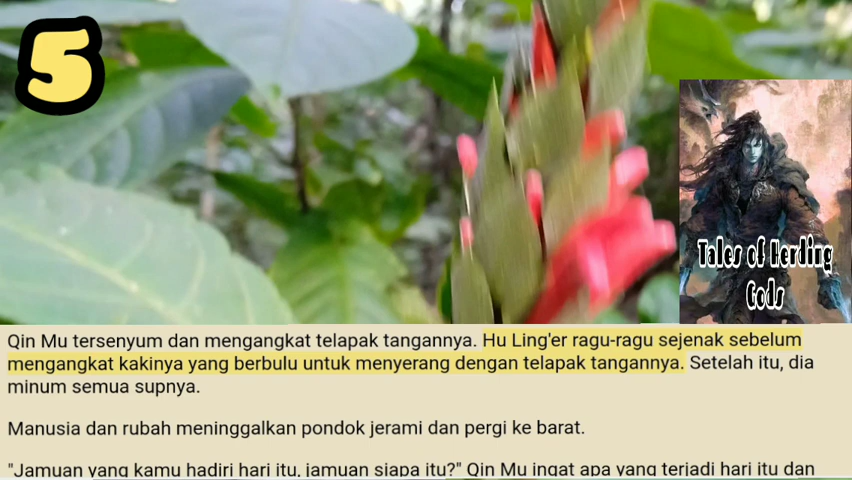 5
Tales of Herding
Gods
Qin Mu tersenyum dan mengangkat telapak tangannya. Hu Ling'er ragu-ragu sejenak sebelum
mengangkat kakinya yang berbulu untuk menyerang dengan telapak tangannya. Setelah itu, dia
minum semua supnya.
Manusia dan rubah meninggalkan pondok jerami dan pergi ke barat.
"Jamuan yang kamu hadiri hari itu, jamuan siapa itu?" Qin Mu ingat apa yang terjadi hari itu dan